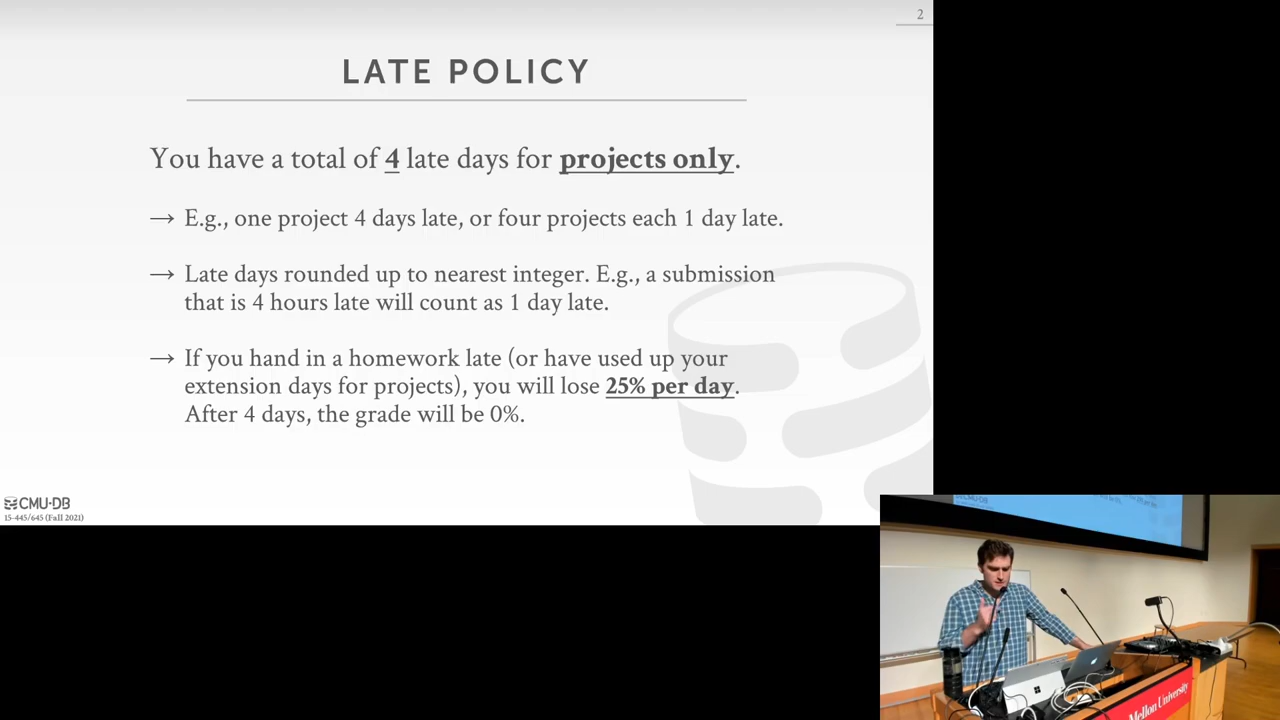 2
LATE POLICY
You have a total of 4 late days for projects only.
→ E.g., one project 4 days late, or four projects each 1 day late.
→ Late days rounded up to nearest integer. E.g., a submission
that is 4 hours late will count as 1 day late.
→ If you hand in a homework late (or have used up your
extension days for projects), you will lose 25% per day.
After 4 days, the grade will be 0%.
CMU·DB
15-445/645 (Fall 2021)
Mellon University